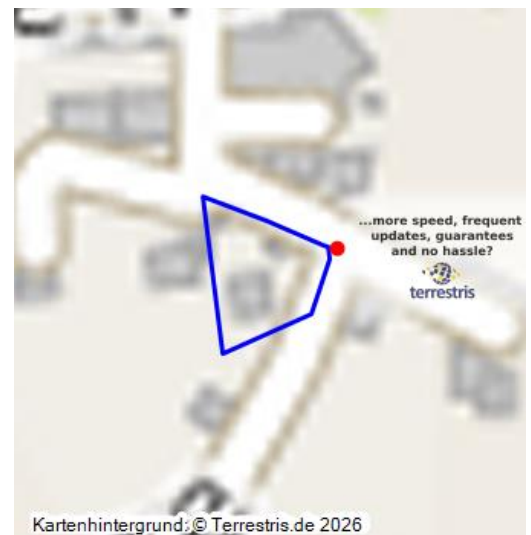 ...more speed, frequent
updates, guarantees
and no hassle?
terrestris
Kartenhintergrund: © Terrestris.de 2026